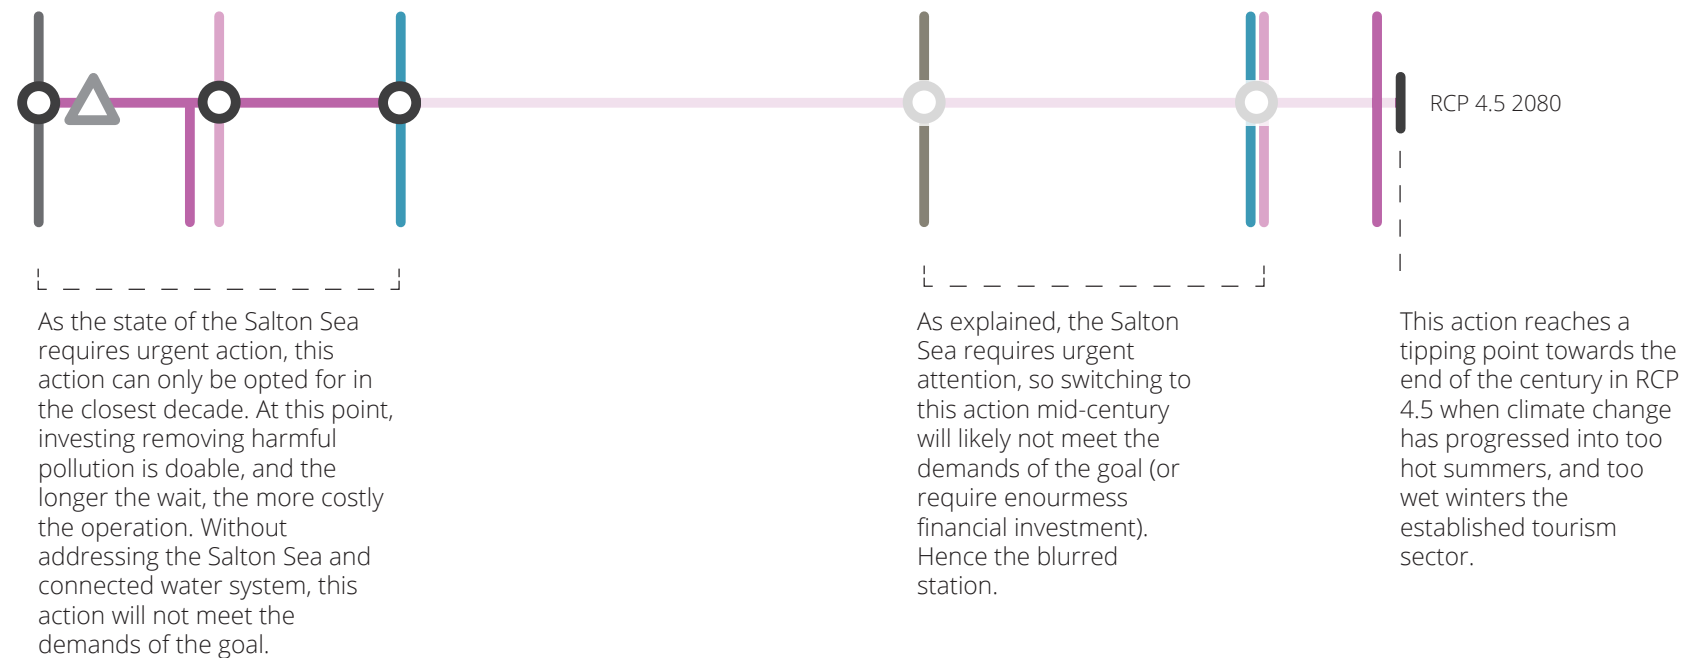 RCP 4.5 2080
As the state of the Salton Sea
requires urgent action, this
action can only be opted for in
the closest decade. At this point,
investing removing harmful
pollution is doable, and the
longer the wait, the more costly
the operation. Without
addressing the Salton Sea and
connected water system, this
action will not meet the
demands of the goal.
As explained, the Salton
Sea requires urgent
attention, so switching to
this action mid-century
will likely not meet the
demands of the goal (or
require enourmess
financial investment).
Hence the blurred
station.
This action reaches a
tipping point towards the
end of the century in RCP
4.5 when climate change
has progressed into too
hot summers, and too
wet winters the
established tourism
sector.